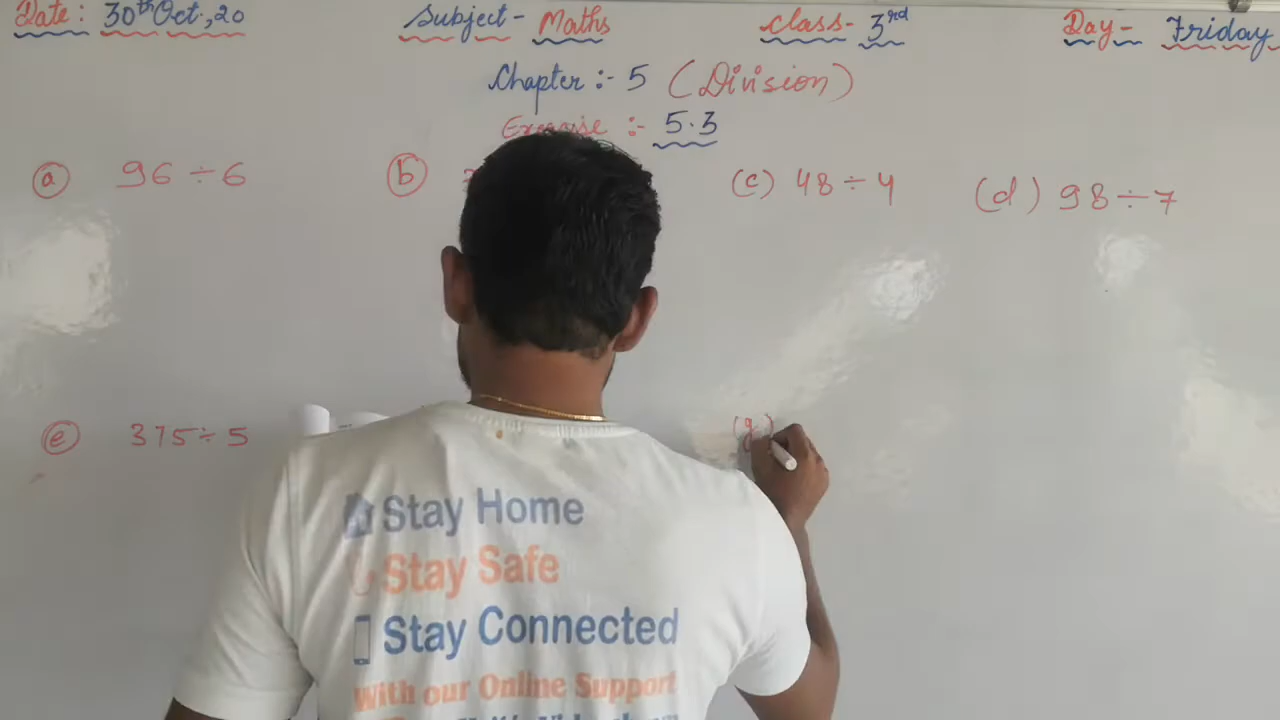 Date: 30th Oct, 20 Subject- Maths Class- 3rd Day- Friday
Chapter :- 5 (Division)
Exercise :- 5.3
(a) 96 ÷ 6 (b) (c) 48 ÷ 4 (d) 98 ÷ 7
(e) 375 ÷ 5 (g)
Stay Home
Stay Safe
Stay Connected
With our Online Support